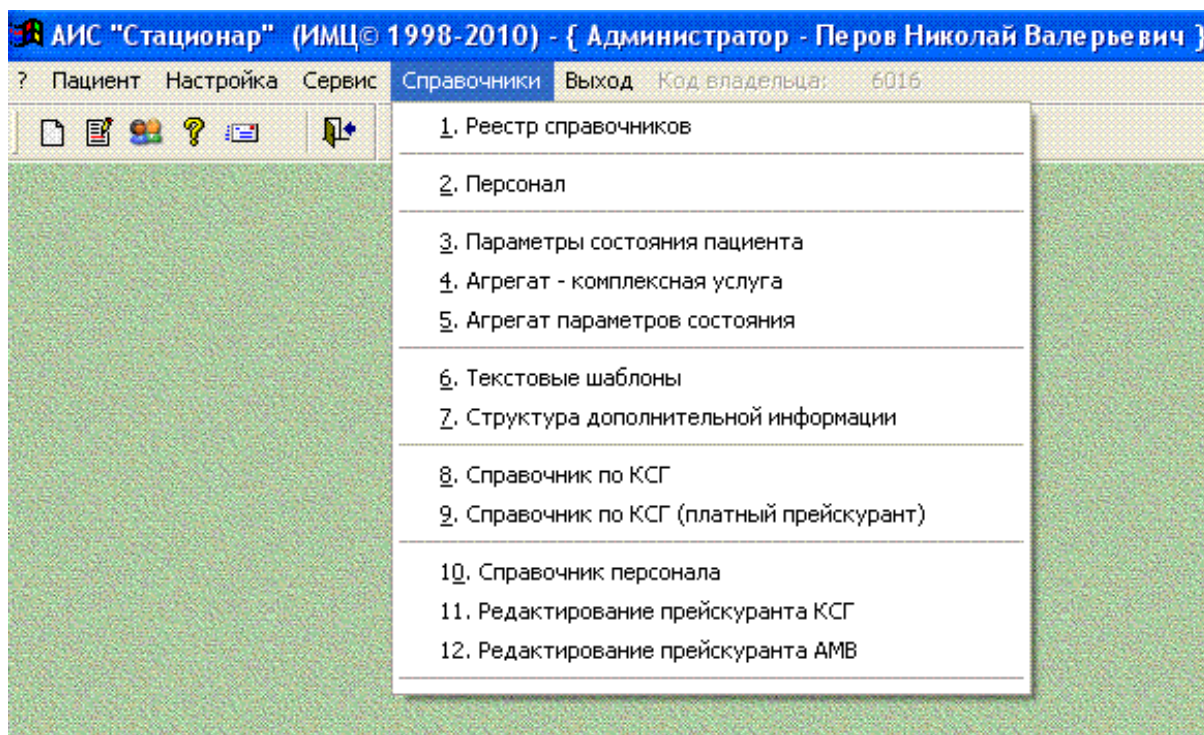 АИС "Стационар" (ИМЦ© 1998-2010) - { Администратор - Перов Николай Валерьевич }
? Пациент Настройка Сервис Справочники Выход Код владельца: 6016
1. Реестр справочников
2. Персонал
3. Параметры состояния пациента
4. Агрегат - комплексная услуга
5. Агрегат параметров состояния
6. Текстовые шаблоны
7. Структура дополнительной информации
8. Справочник по КСГ
9. Справочник по КСГ (платный прейскурант)
10. Справочник персонала
11. Редактирование прейскуранта КСГ
12. Редактирование прейскуранта АМВ